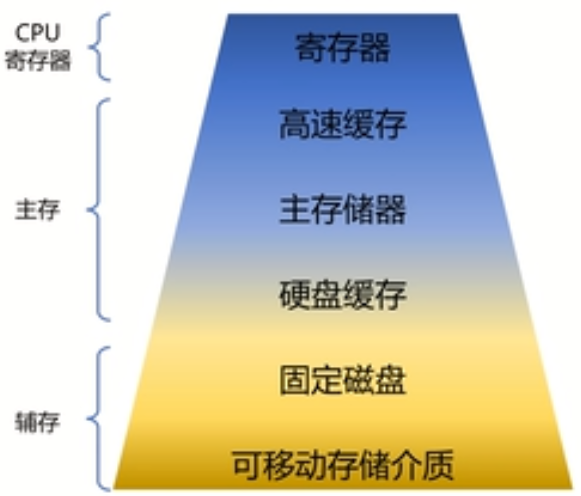 CPU
寄存器
寄存器
高速缓存
主存
主存储器
硬盘缓存
固定磁盘
辅存
可移动存储介质